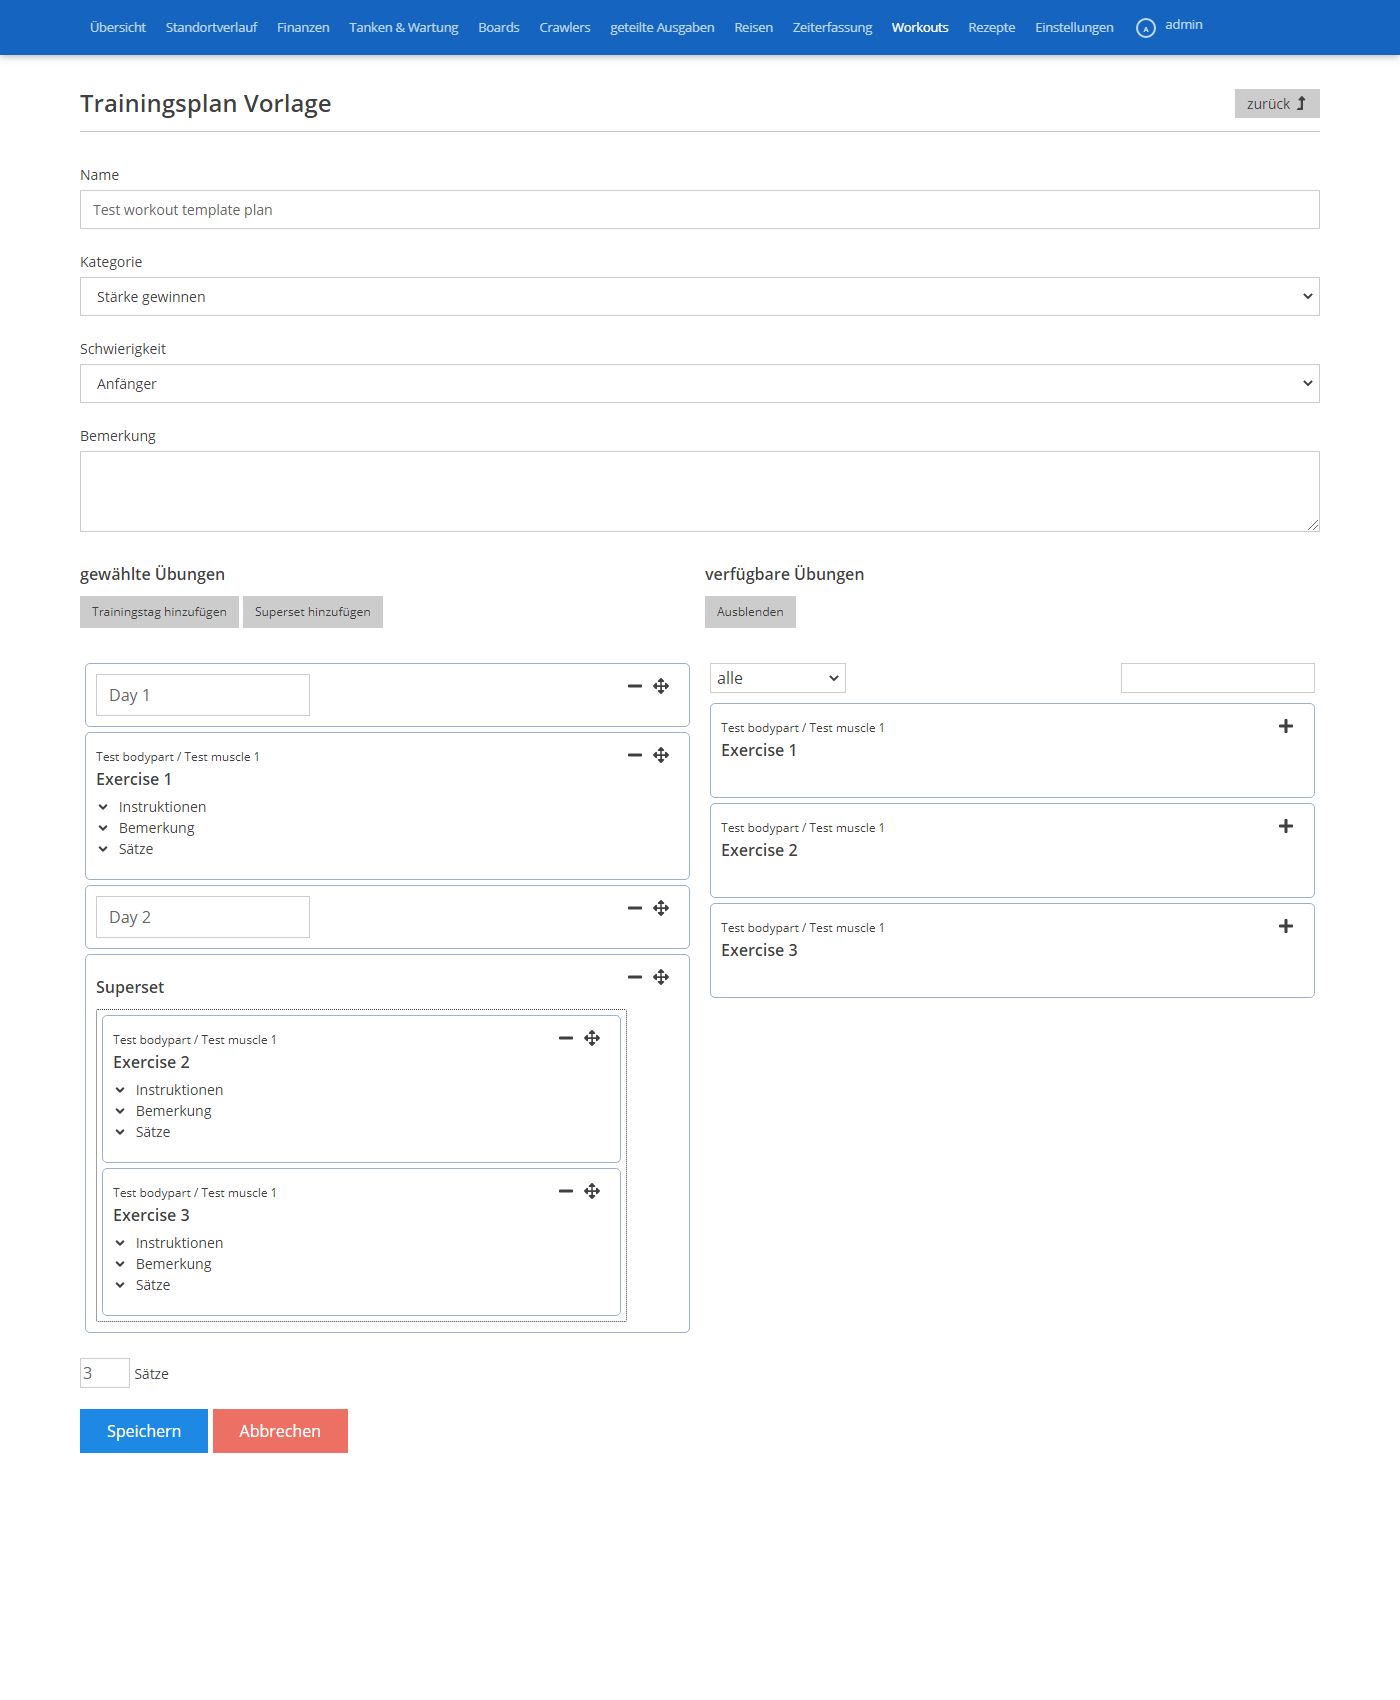 Übersicht Standortverlauf Finanzen Tanken & Wartung Boards Crawlers geteilte Ausgaben Reisen Zeiterfassung Workouts Rezepte Einstellungen A admin
Trainingsplan Vorlage zurück
Name
Test workout template plan
Kategorie
Stärke gewinnen
Schwierigkeit
Anfänger
Bemerkung
gewählte Übungen
Trainingstag hinzufügen Superset hinzufügen
Day 1
Test bodypart / Test muscle 1
Exercise 1
Instruktionen
Bemerkung
Sätze
Day 2
Superset
Test bodypart / Test muscle 1
Exercise 2
Instruktionen
Bemerkung
Sätze
Test bodypart / Test muscle 1
Exercise 3
Instruktionen
Bemerkung
Sätze
verfügbare Übungen
Ausblenden
alle
Test bodypart / Test muscle 1
Exercise 1
Test bodypart / Test muscle 1
Exercise 2
Test bodypart / Test muscle 1
Exercise 3
3 Sätze
Speichern Abbrechen